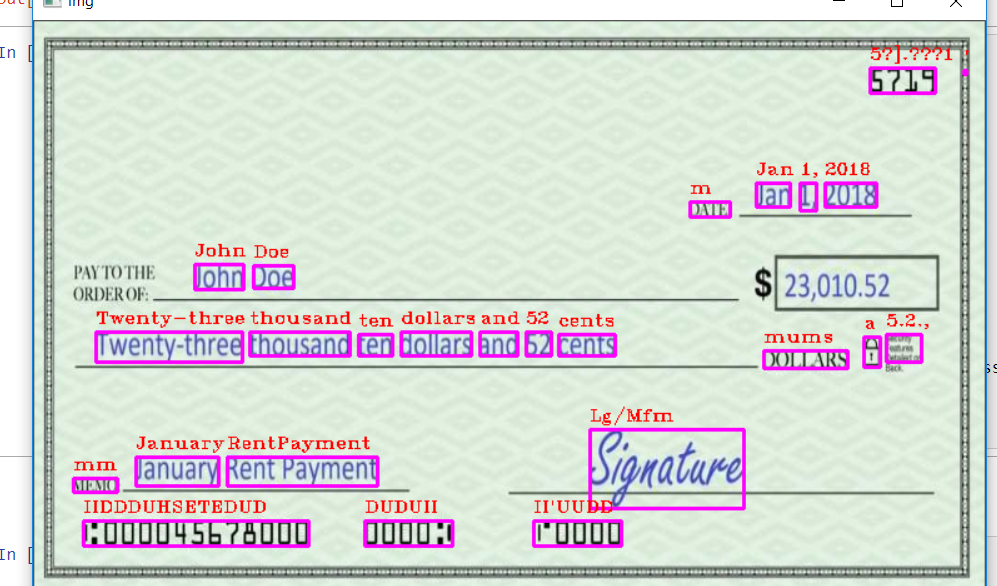 img
In [
5?].???1
5719
Jan 1, 2018
m
DATE
Jan 1, 2018
John Doe
PAY TO THE
ORDER OF:
John Doe
$ 23,010.52
Twenty-three thousand ten dollars and 52 cents
Twenty-three thousand ten dollars and 52 cents
mums
a 5.2.,
DOLLARS
Features
Detailed on
Back.
Lg/Mfm
January RentPayment
mm
MEMO
January Rent Payment
Signature
IIDDDUHSETEDUD DUDUII II'UUDD
⑆000045678000 0000⑆ ⑈0000
In [